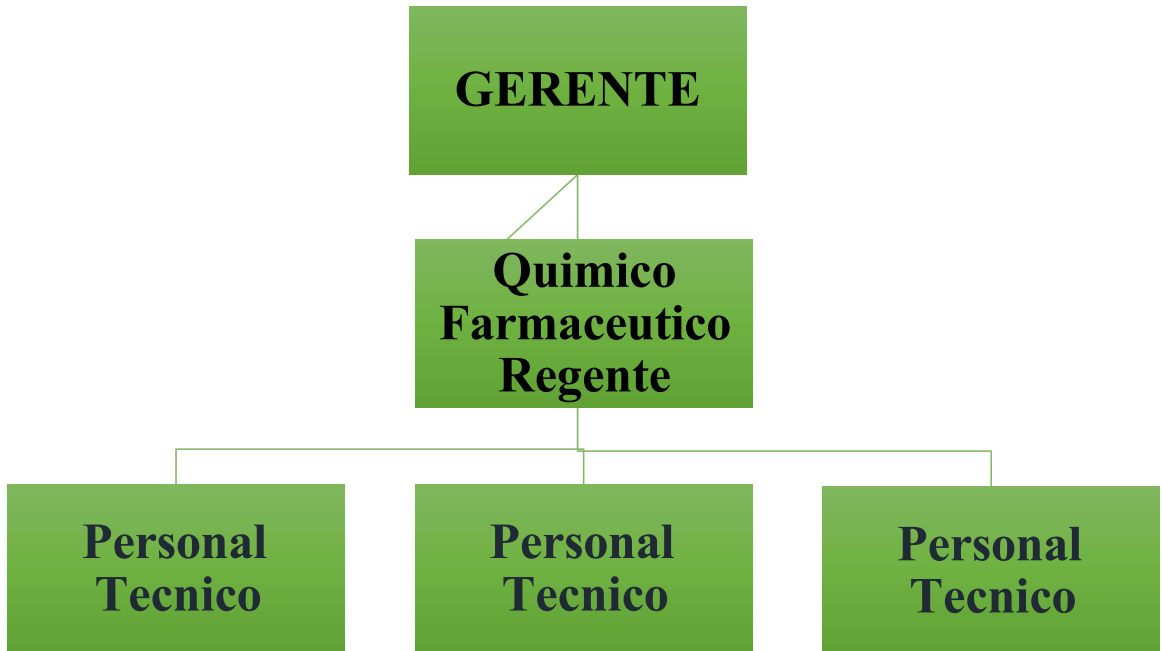 GERENTE
Quimico
Farmaceutico
Regente
Personal
Tecnico
Personal
Tecnico
Personal
Tecnico